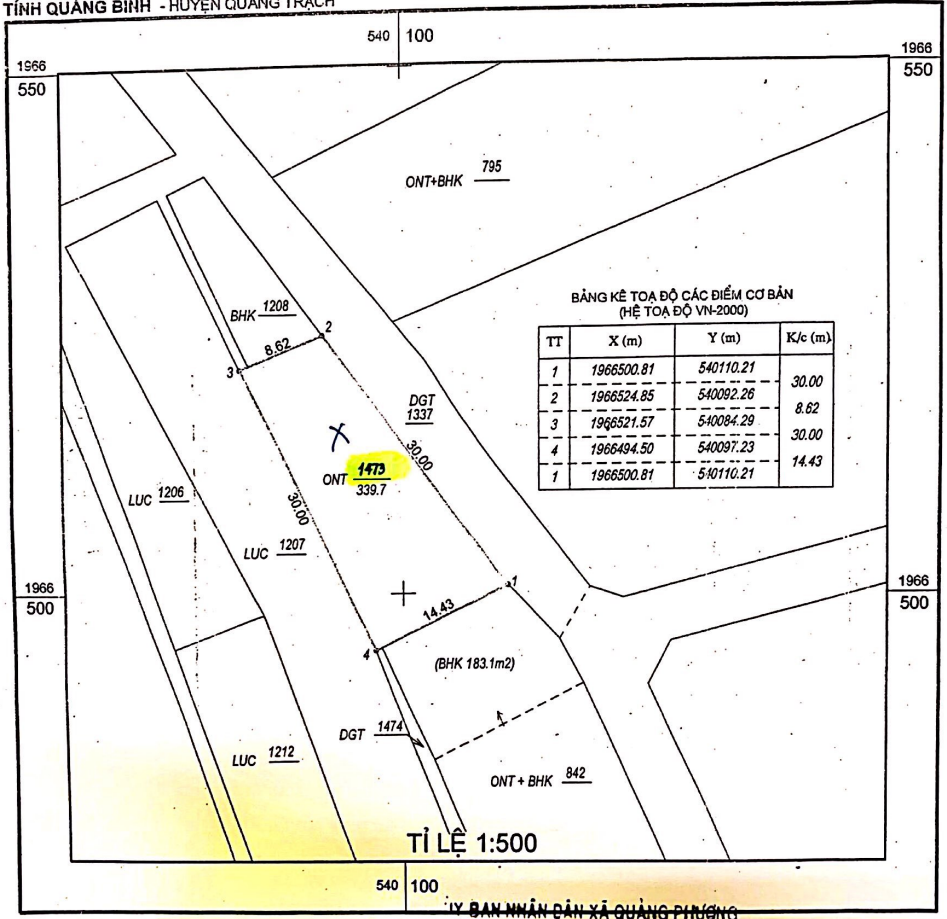 TỈNH QUẢNG BÌNH - HUYỆN QUẢNG TRẠCH
540 100
1966
550
1966
550
ONT+BHK 795
BẢNG KÊ TOẠ ĐỘ CÁC ĐIỂM CƠ BẢN
(HỆ TOẠ ĐỘ VN-2000)
TT X (m) Y (m) K/c (m)
1 1966500.81 540110.21
30.00
2 1966524.85 540092.26
8.62
3 1966521.57 540084.29
30.00
4 1966494.50 540097.23
14.43
1 1966500.81 540110.21
BHK 1208
2
8.62
3
DGT
1337
X
30.00
ONT 1473
339.7
30.00
LUC 1206
LUC 1207
1966
500
1966
500
1
14.43
4
(BHK 183.1m2)
DGT 1474
LUC 1212
ONT + BHK 842
TỈ LỆ 1:500
540 100
BAN NHÂN DÂN XÃ QUẢNG PHƯƠNG